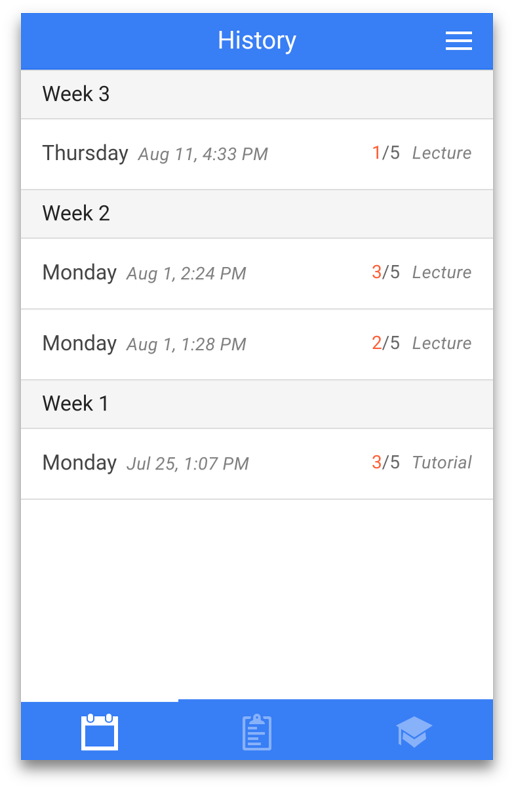 History
Week 3
Thursday Aug 11, 4:33 PM 1/5 Lecture
Week 2
Monday Aug 1, 2:24 PM 3/5 Lecture
Monday Aug 1, 1:28 PM 2/5 Lecture
Week 1
Monday Jul 25, 1:07 PM 3/5 Tutorial